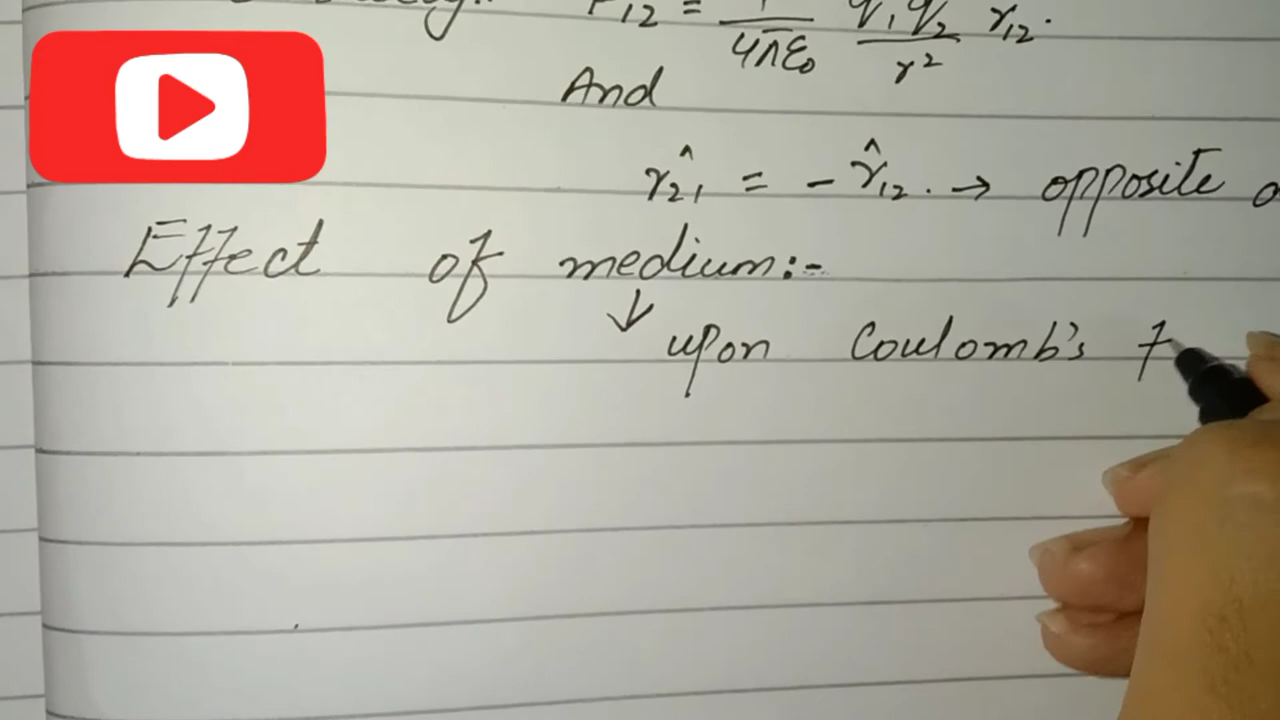 F₁₂ = 1/4πε₀ q₁q₂/r² r₁₂.
And
r̂₂₁ = - r̂₁₂. → opposite
Effect of medium:-
↓ upon Coulomb's